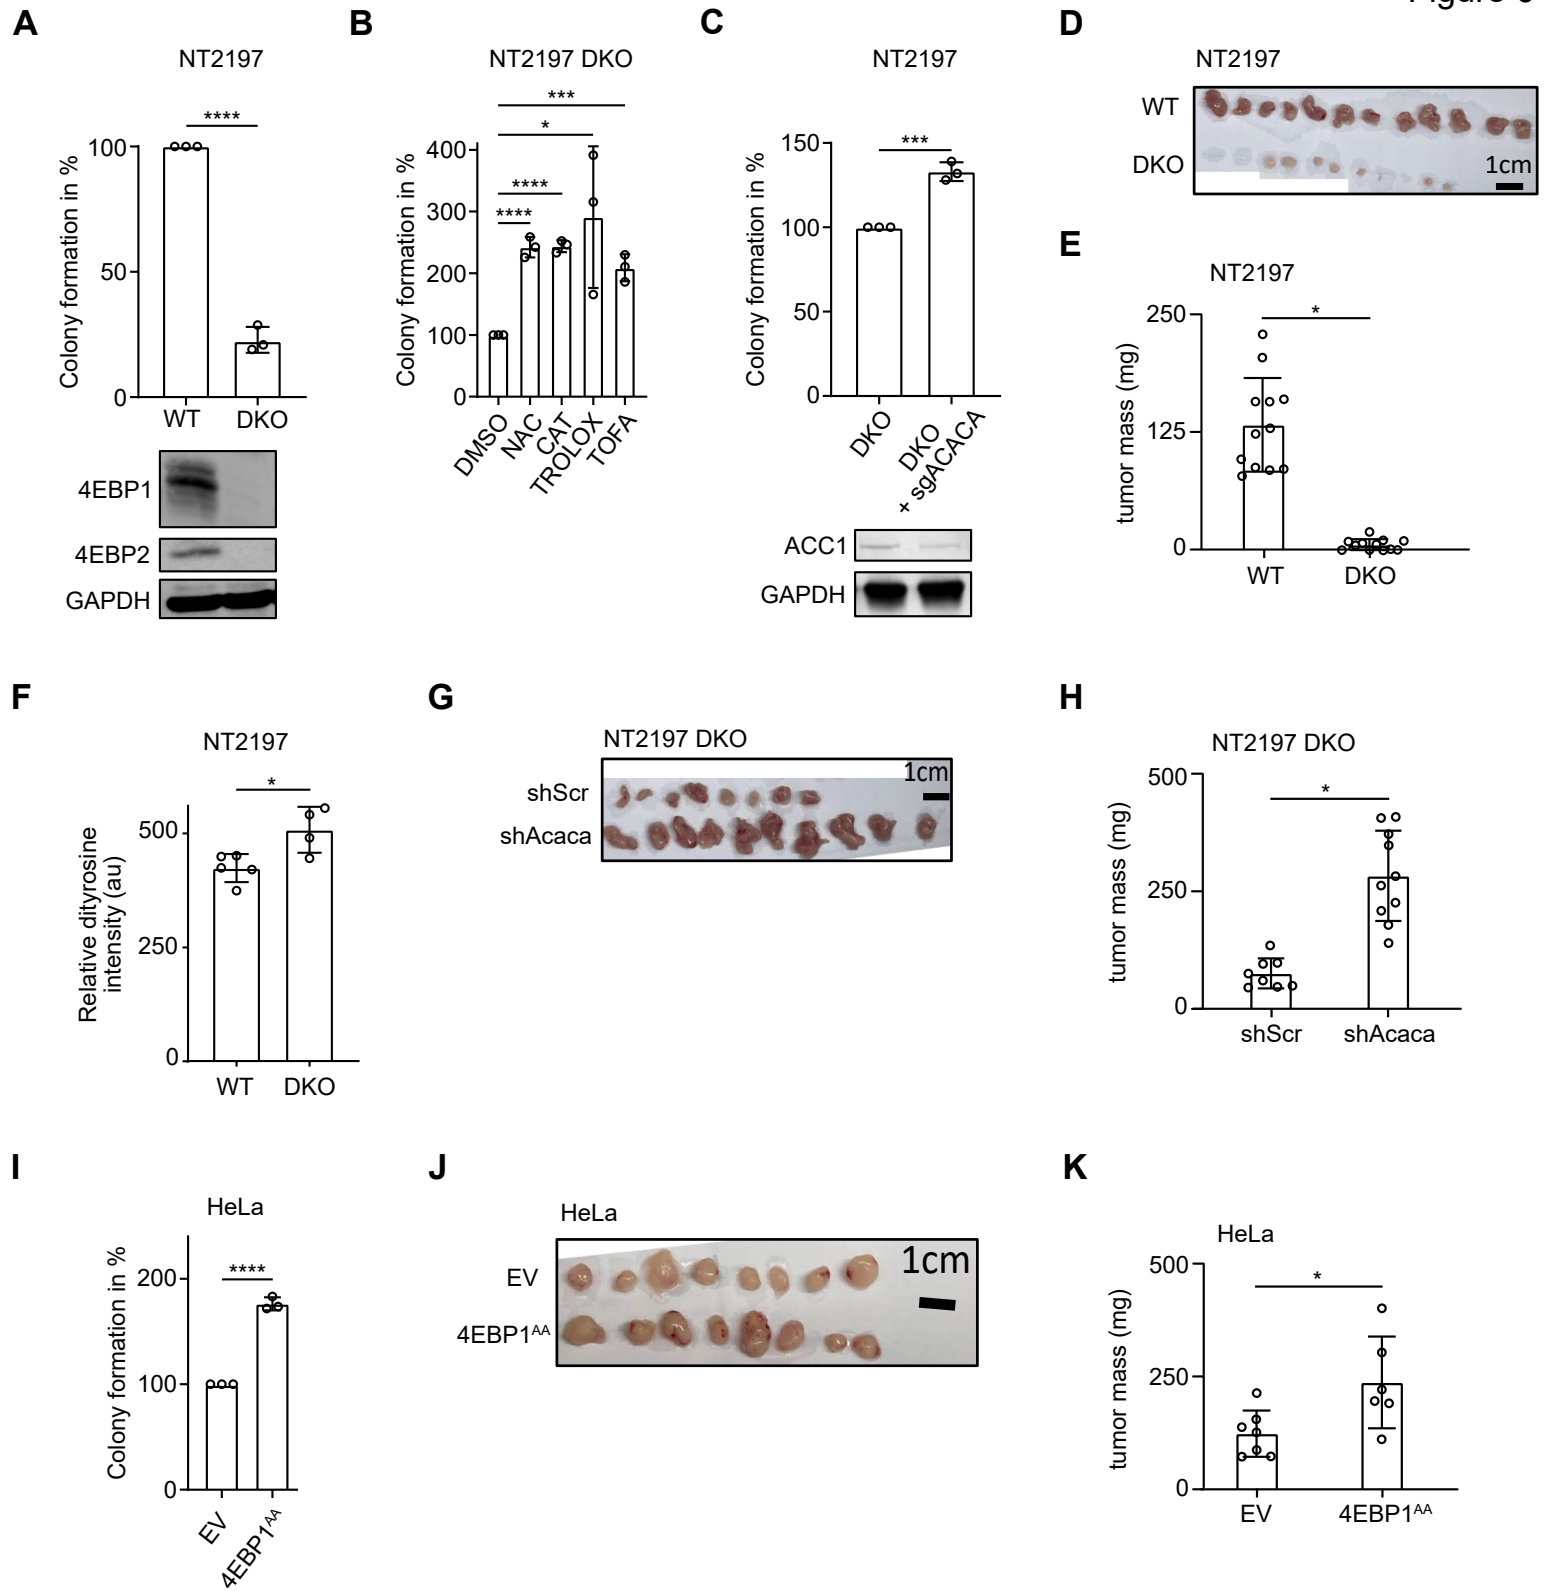 A
NT2197
****
Colony formation in %
100
50
0
WT DKO
4EBP1
4EBP2
GAPDH
B
NT2197 DKO
***
*
****
****
Colony formation in %
400
300
200
100
0
DMSO
NAC
CAT
TROLOX
TOFA
C
NT2197
***
Colony formation in %
150
100
50
0
DKO
DKO
+ sgACACA
ACC1
GAPDH
D
NT2197
WT
DKO
1cm
E
NT2197
*
tumor mass (mg)
250
125
0
WT DKO
F
NT2197
*
Relative dityrosine
intensity (au)
500
250
0
WT DKO
G
NT2197 DKO
1cm
shScr
shAcaca
H
NT2197 DKO
*
tumor mass (mg)
500
250
0
shScr shAcaca
I
HeLa
****
Colony formation in %
200
100
0
EV
4EBP1ᴬᴬ
J
HeLa
1cm
EV
4EBP1ᴬᴬ
K
HeLa
*
tumor mass (mg)
500
250
0
EV 4EBP1ᴬᴬ